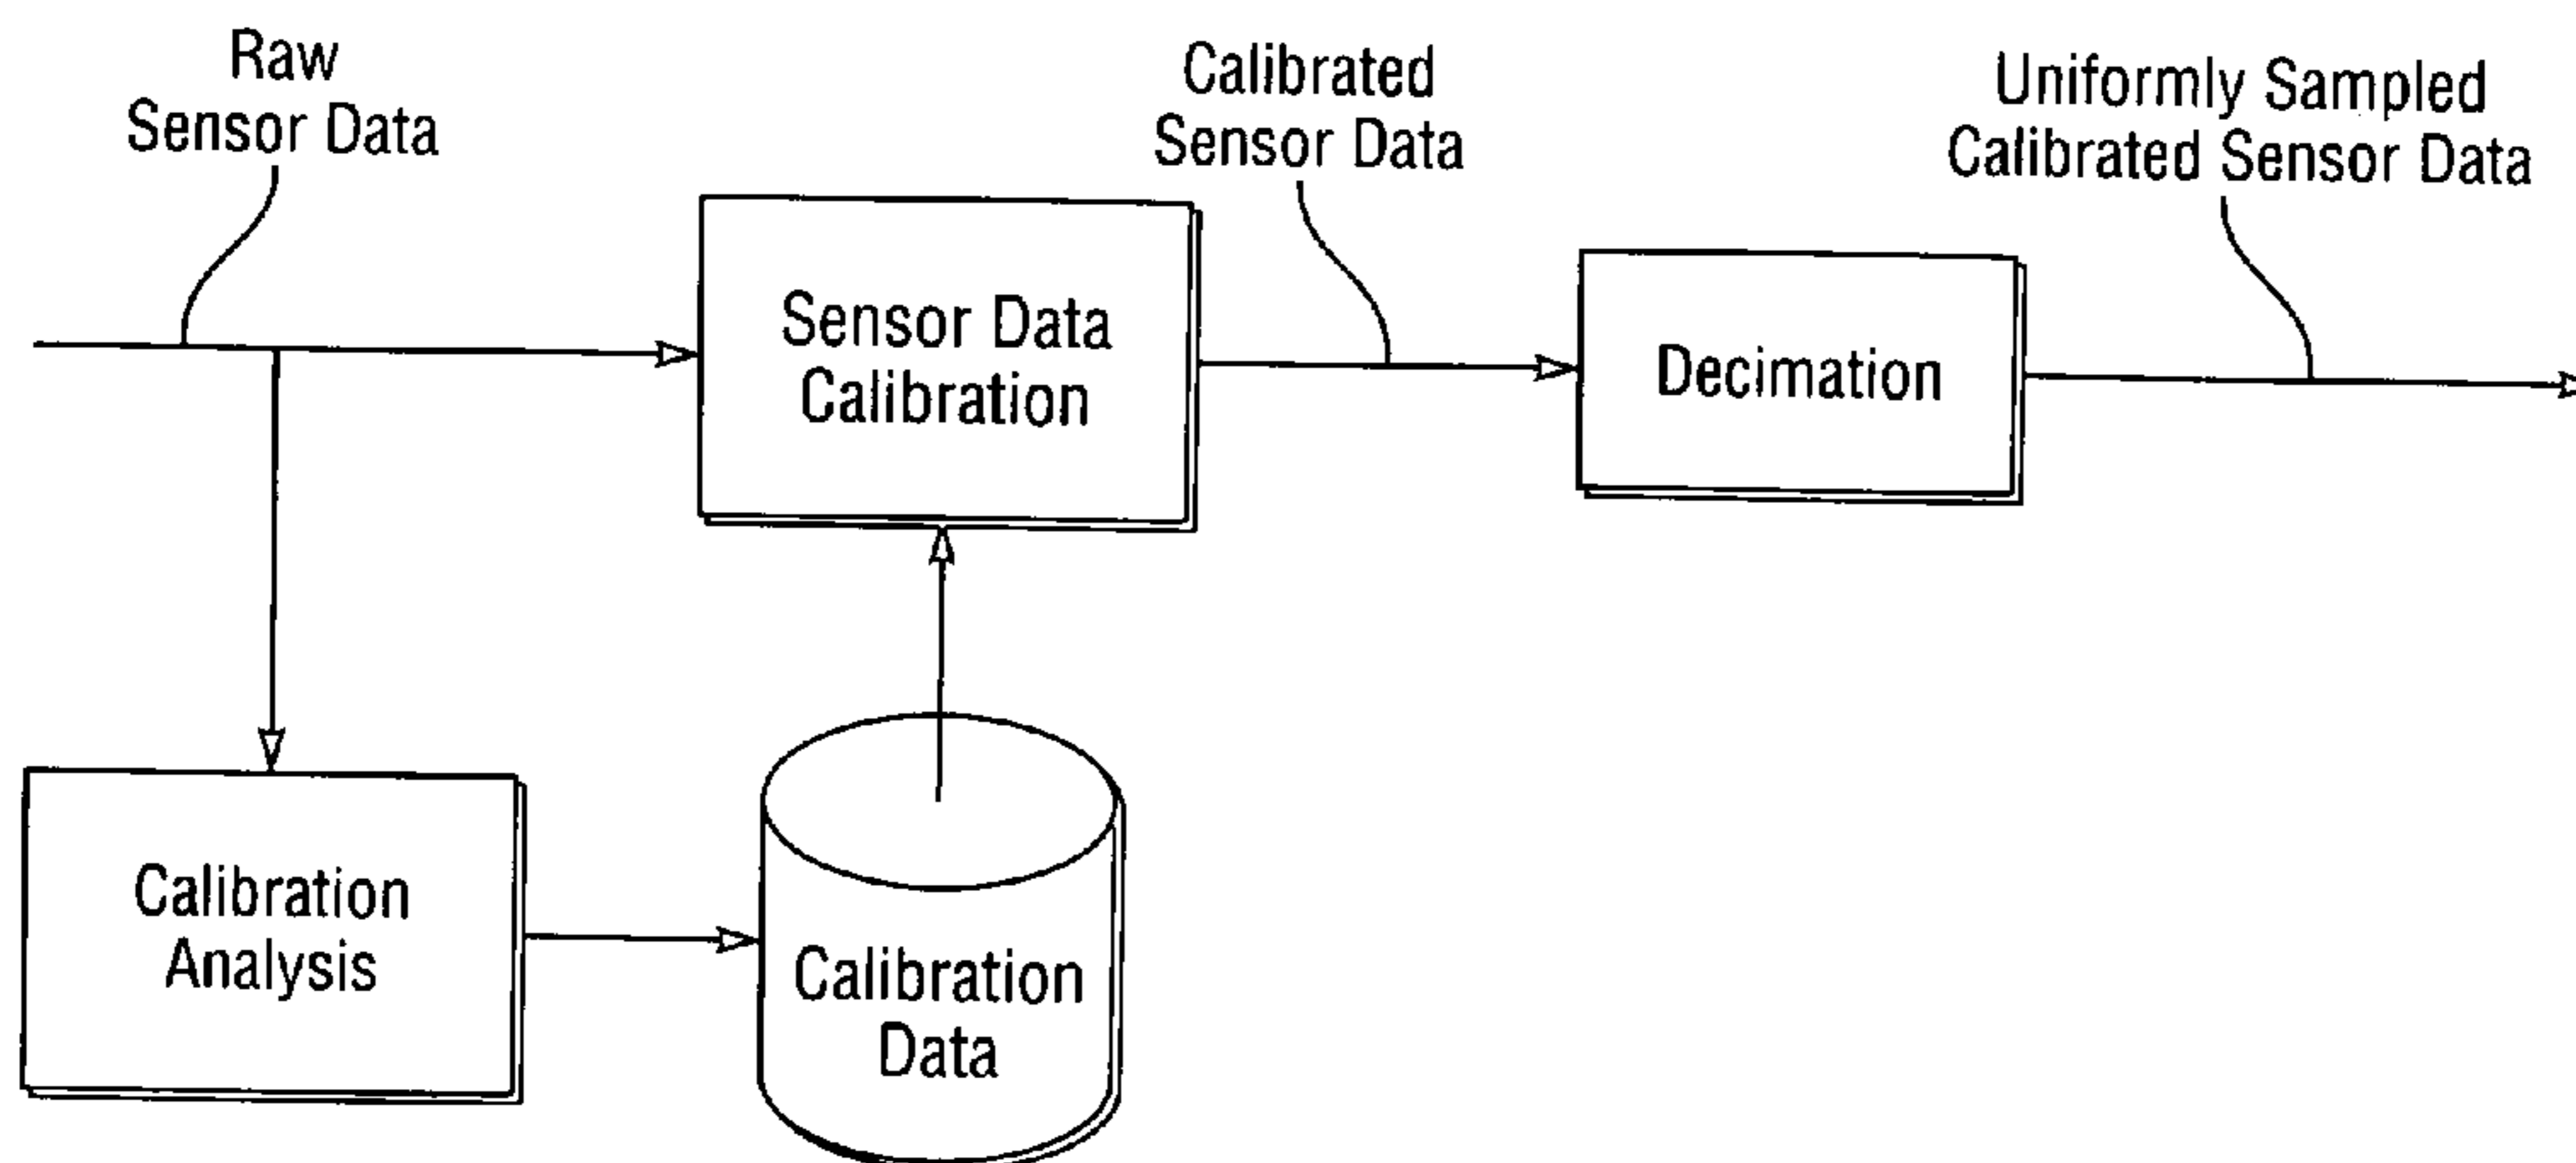 Raw
Sensor Data
Calibrated
Sensor Data
Uniformly Sampled
Calibrated Sensor Data
Sensor Data
Calibration
Decimation
Calibration
Analysis
Calibration
Data